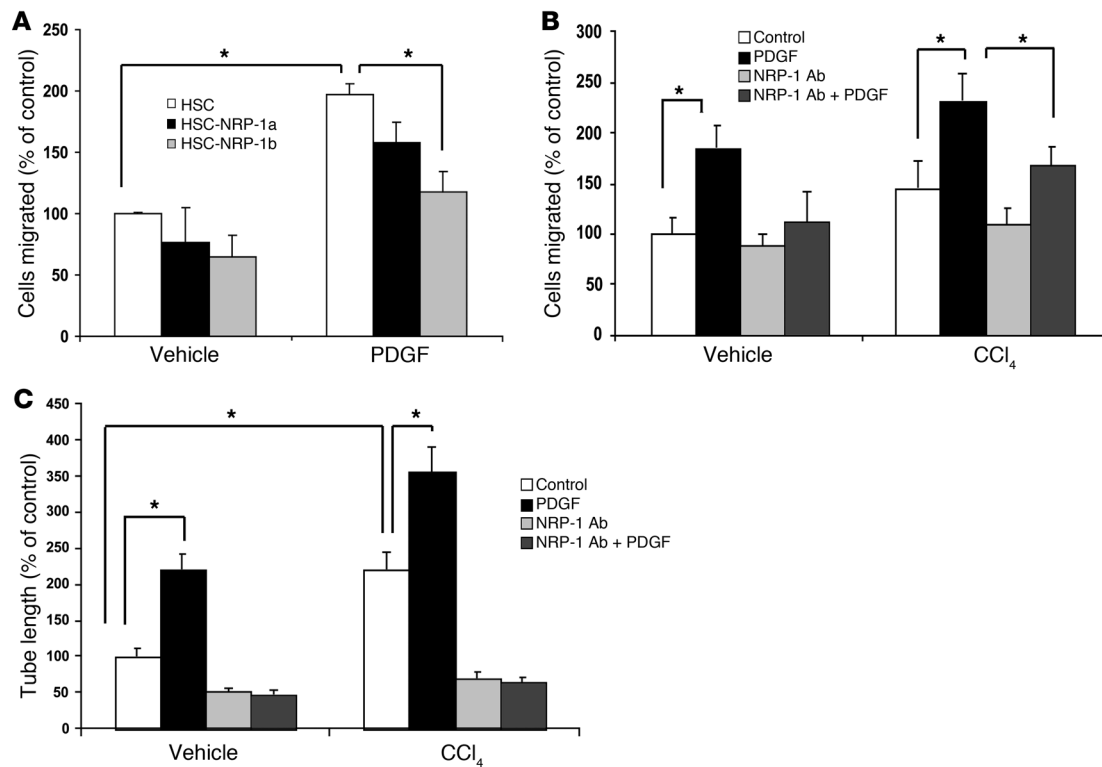 A
Cells migrated (% of control)
250
200
150
100
50
0
*
*
HSC
HSC-NRP-1a
HSC-NRP-1b
Vehicle
PDGF
B
Cells migrated (% of control)
300
250
200
150
100
50
0
Control
PDGF
NRP-1 Ab
NRP-1 Ab + PDGF
*
*
*
Vehicle
CCl₄
C
Tube length (% of control)
450
400
350
300
250
200
150
100
50
0
*
*
*
Control
PDGF
NRP-1 Ab
NRP-1 Ab + PDGF
Vehicle
CCl₄